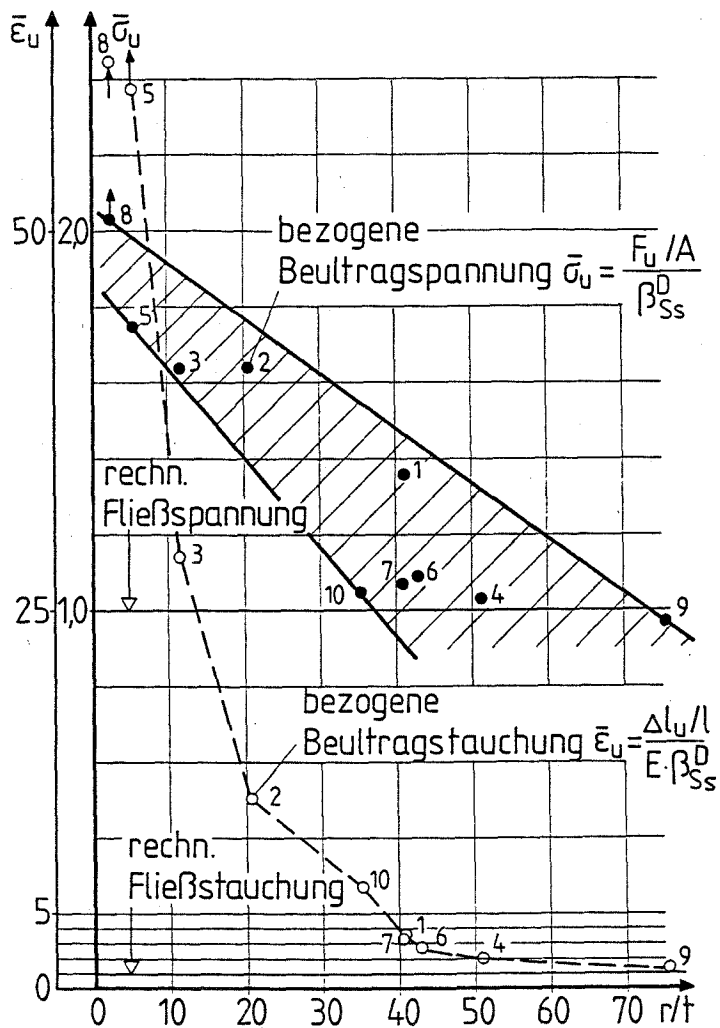 ε̄u σ̄u
8
5
8
50 2,0
bezogene
Beultragspannung σ̄u = Fu/A
β^D_Ss
5
3 2
1
rechn.
Fließspannung
3
7 6
10 4
25 1,0
9
bezogene
Beultragstauchung ε̄u = Δlu/l
E·β^D_Ss
2
rechn.
Fließstauchung
10
5
7 1 6 4 9
0
0 10 20 30 40 50 60 70 r/t